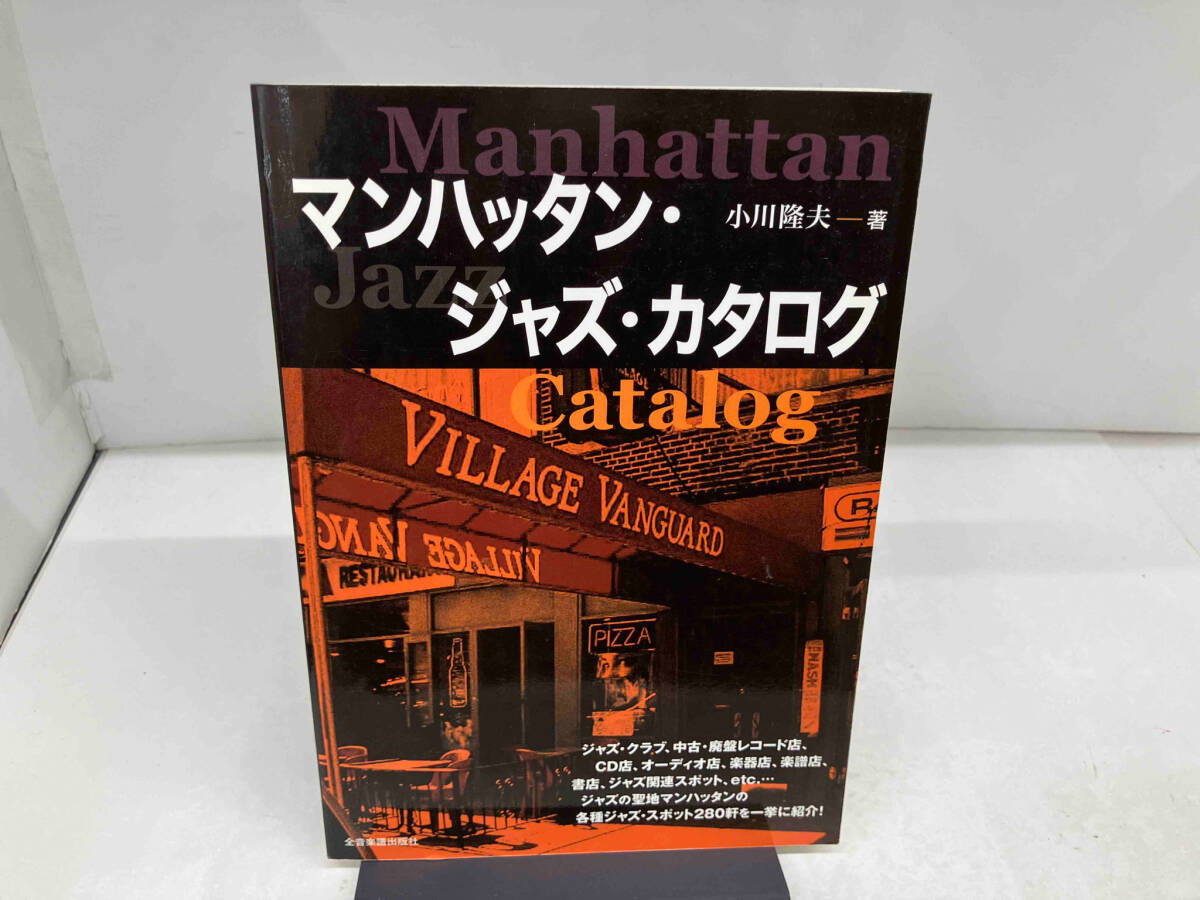 Manhattan
マンハッタン・
小川隆夫―著
Jazz
ジャズ・カタログ
Catalog
VILLAGE
VILLAGE VANGUARD
VILLAGE VANG
RESTAURAN
PIZZA
ジャズ・クラブ、中古・廃盤レコード店、
CD店、オーディオ店、楽器店、楽譜店、
書店、ジャズ関連スポット、etc.…
ジャズの聖地マンハッタンの
各種ジャズ・スポット280軒を一挙に紹介!
全音楽譜出版社